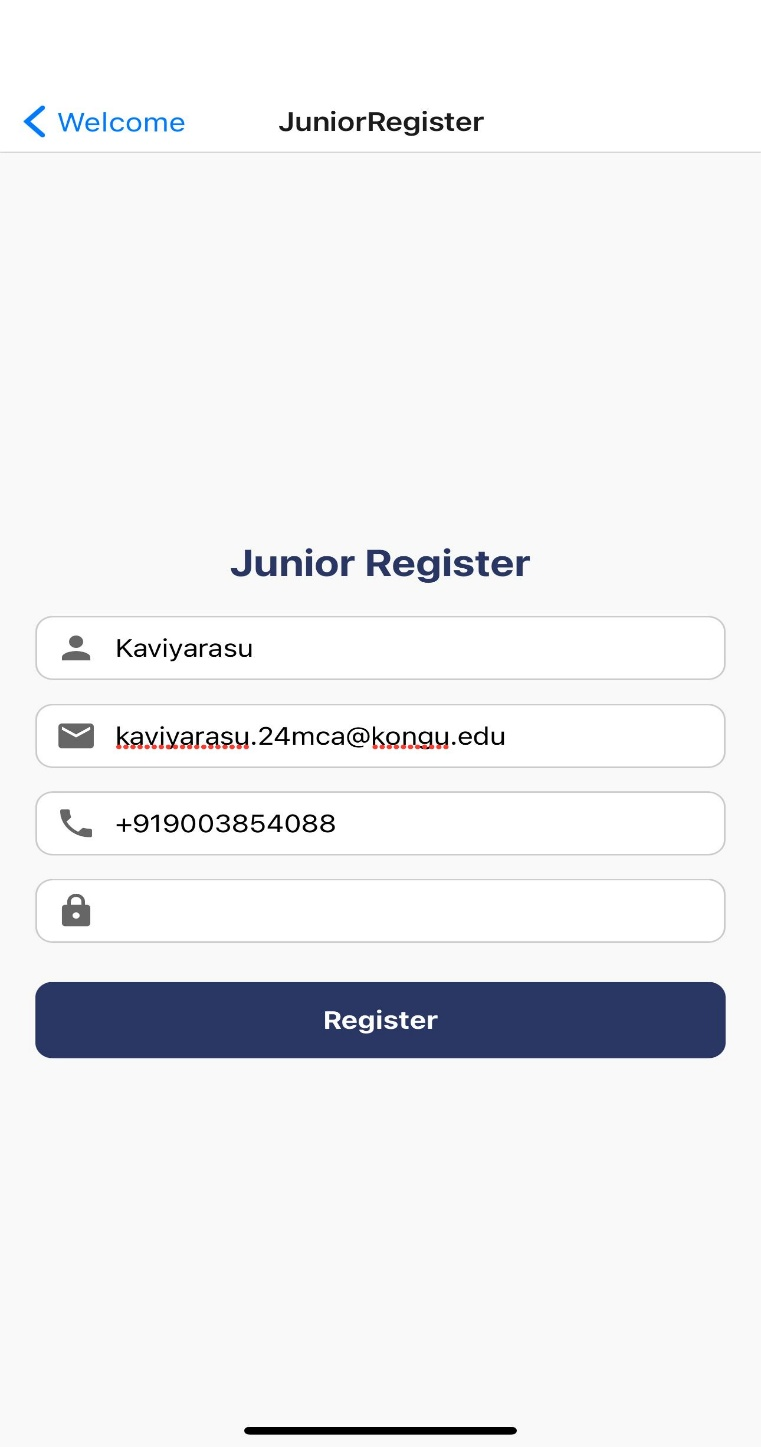 Welcome
JuniorRegister
Junior Register
Kaviyarasu
kaviyarasu.24mca@kongu.edu
+919003854088
Register